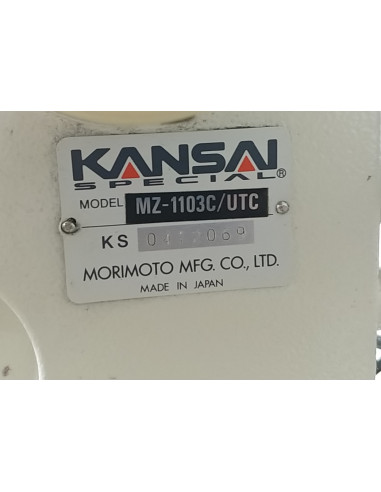 KANSAI
SPECIAL®
MODEL MZ-1103C/UTC
KS
MORIMOTO MFG. CO., LTD.
MADE IN JAPAN